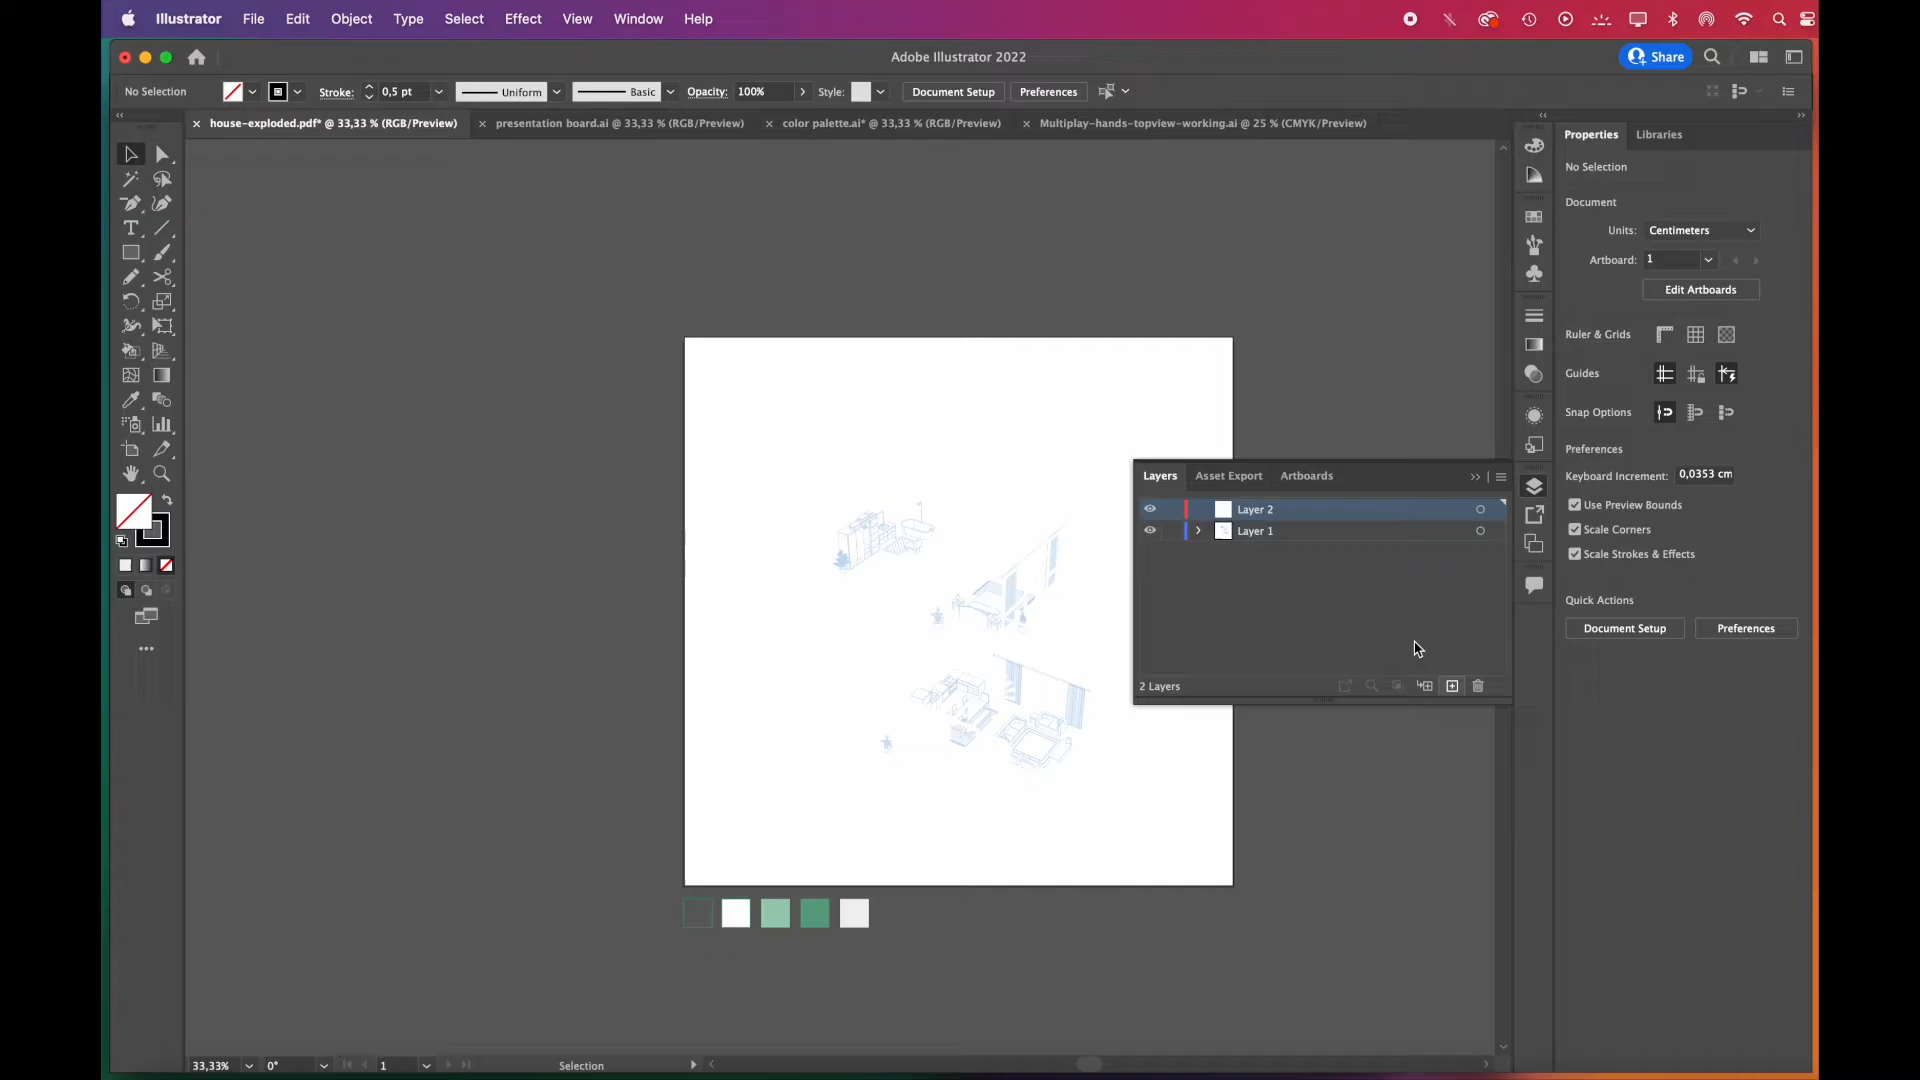 Illustrator File Edit Object Type Select Effect View Window Help
Adobe Illustrator 2022
Share
No Selection
Stroke: 0,5 pt
Uniform
Basic
Opacity: 100%
Style:
Document Setup
Preferences
house-exploded.pdf* @ 33,33 % (RGB/Preview)
presentation board.ai @ 33,33 % (RGB/Preview)
color palette.ai* @ 33,33 % (RGB/Preview)
Multiplay-hands-topview-working.ai @ 25 % (CMYK/Preview)
Properties
Libraries
No Selection
Document
Units: Centimeters
Artboard: 1
Edit Artboards
Ruler & Grids
Guides
Snap Options
Preferences
Keyboard Increment: 0,0353 cm
Use Preview Bounds
Scale Corners
Scale Strokes & Effects
Quick Actions
Document Setup
Preferences
Layers
Asset Export
Artboards
Layer 2
Layer 1
2 Layers
33,33%
0°
1
Selection